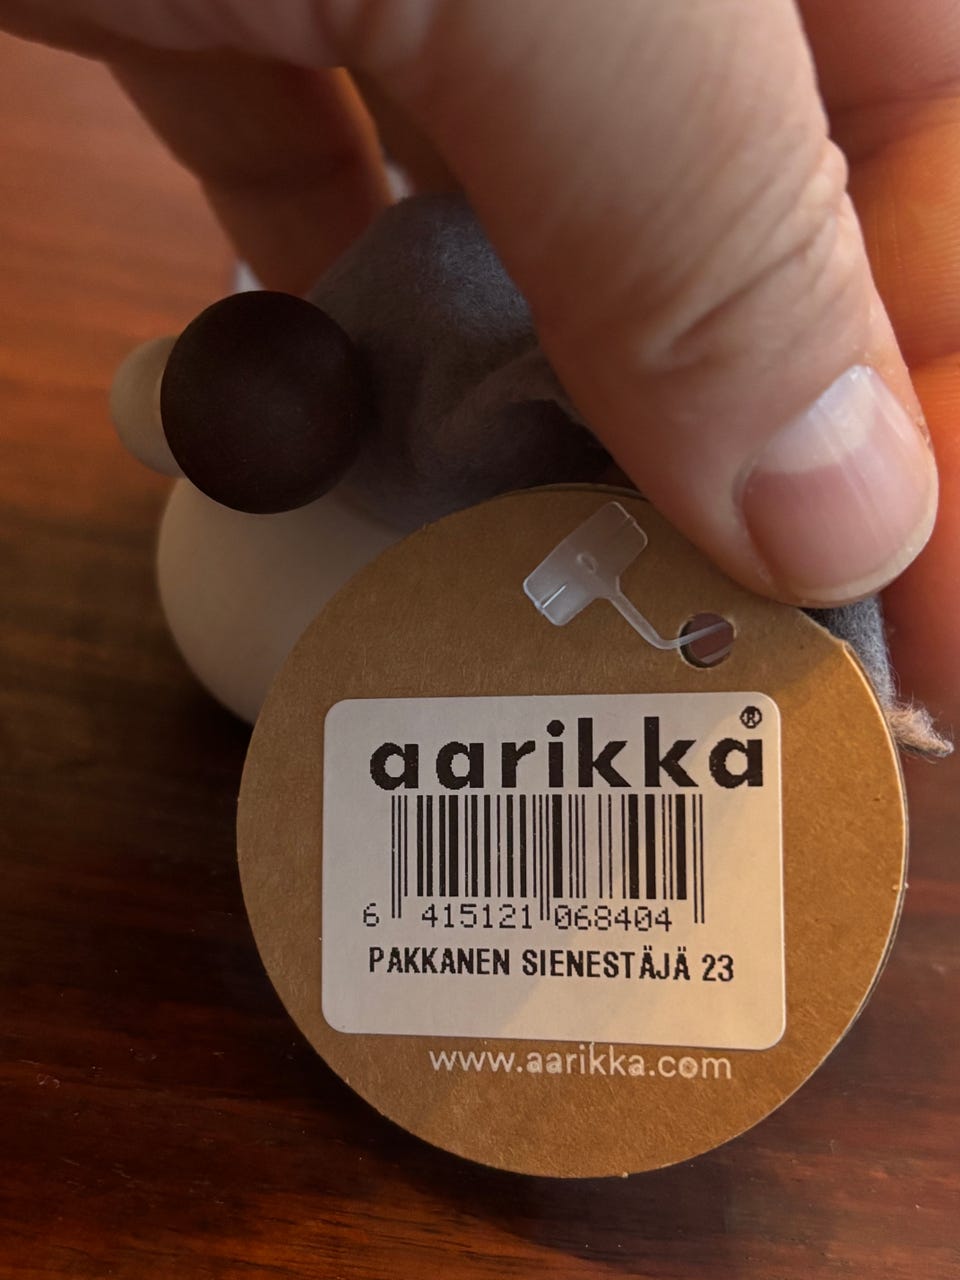 aarikka®
6 415121 068404
PAKKANEN SIENESTÄJÄ 23
www.aarikka.com